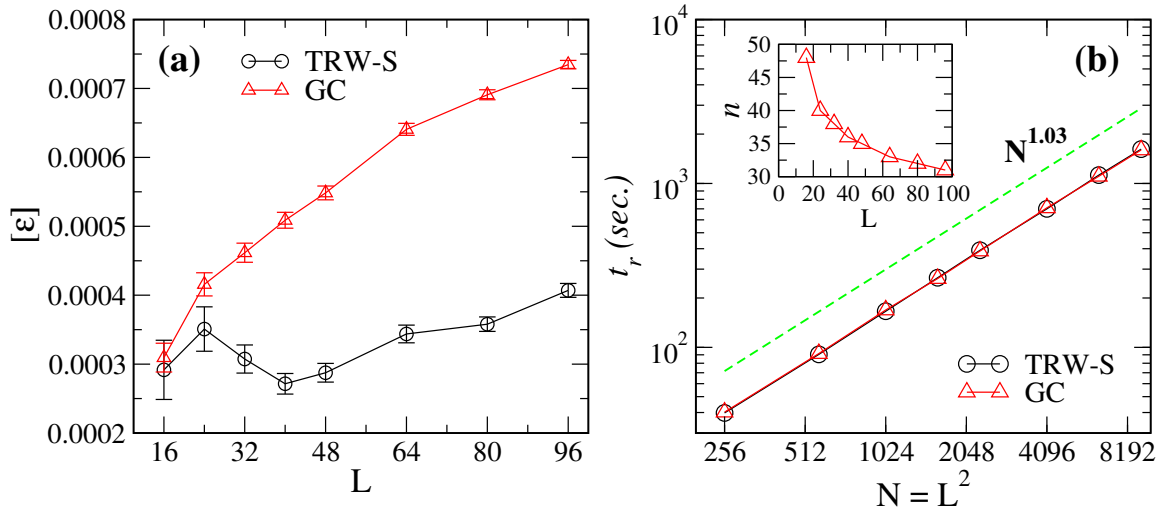 0.0008
0.0007
0.0006
0.0005
0.0004
0.0003
0.0002
[ε]
(a)
TRW-S
GC
16 32 48 64 80 96
L
(b)
50
45
40
35
30
n
0 20 40 60 80 100
L
N^1.03
10^3
10^2
t_r (sec.)
TRW-S
GC
256 512 1024 2048 4096 8192
N = L^2